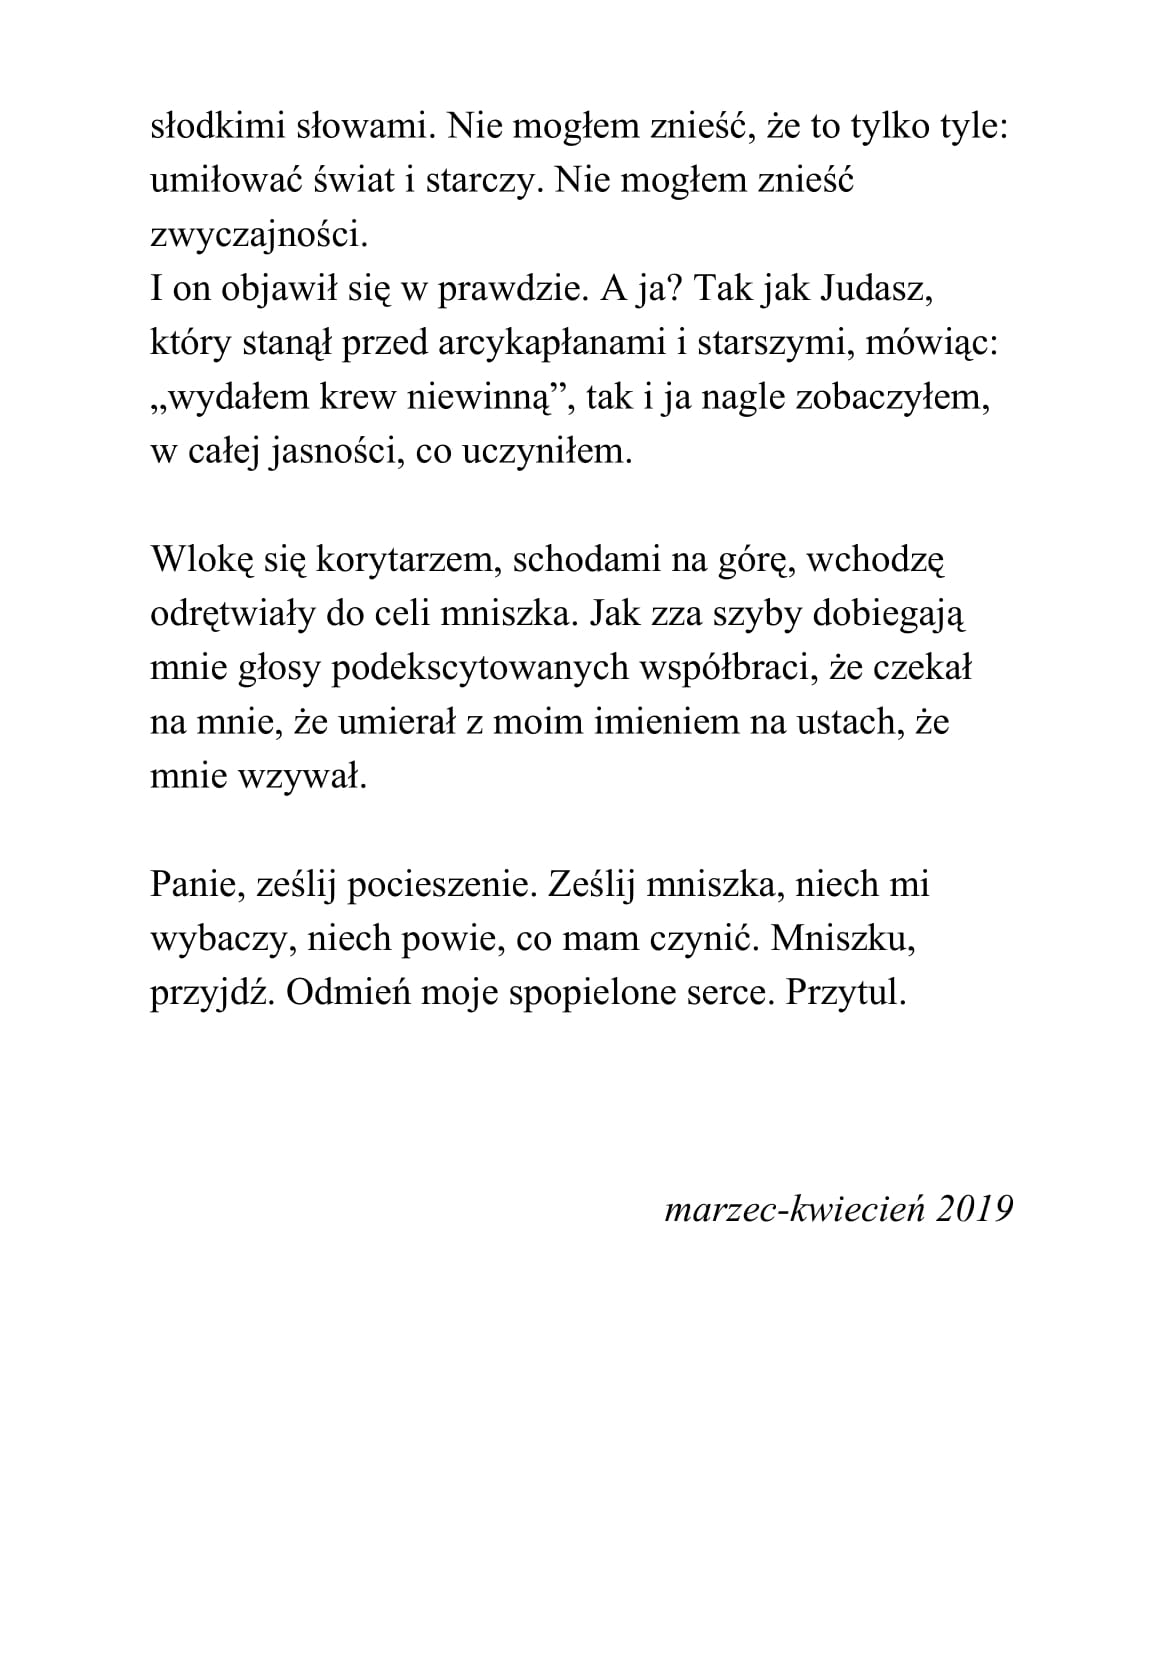 słodkimi słowami. Nie mogłem znieść, że to tylko tyle:
umiłować świat i starczy. Nie mogłem znieść
zwyczajności.
I on objawił się w prawdzie. A ja? Tak jak Judasz,
który stanął przed arcykapłanami i starszymi, mówiąc:
„wydałem krew niewinną”, tak i ja nagle zobaczyłem,
w całej jasności, co uczyniłem.
Wlokę się korytarzem, schodami na górę, wchodzę
odrętwiały do celi mniszka. Jak zza szyby dobiegają
mnie głosy podekscytowanych współbraci, że czekał
na mnie, że umierał z moim imieniem na ustach, że
mnie wzywał.
Panie, ześlij pocieszenie. Ześlij mniszka, niech mi
wybaczy, niech powie, co mam czynić. Mniszku,
przyjdź. Odmień moje spopielone serce. Przytul.
marzec-kwiecień 2019